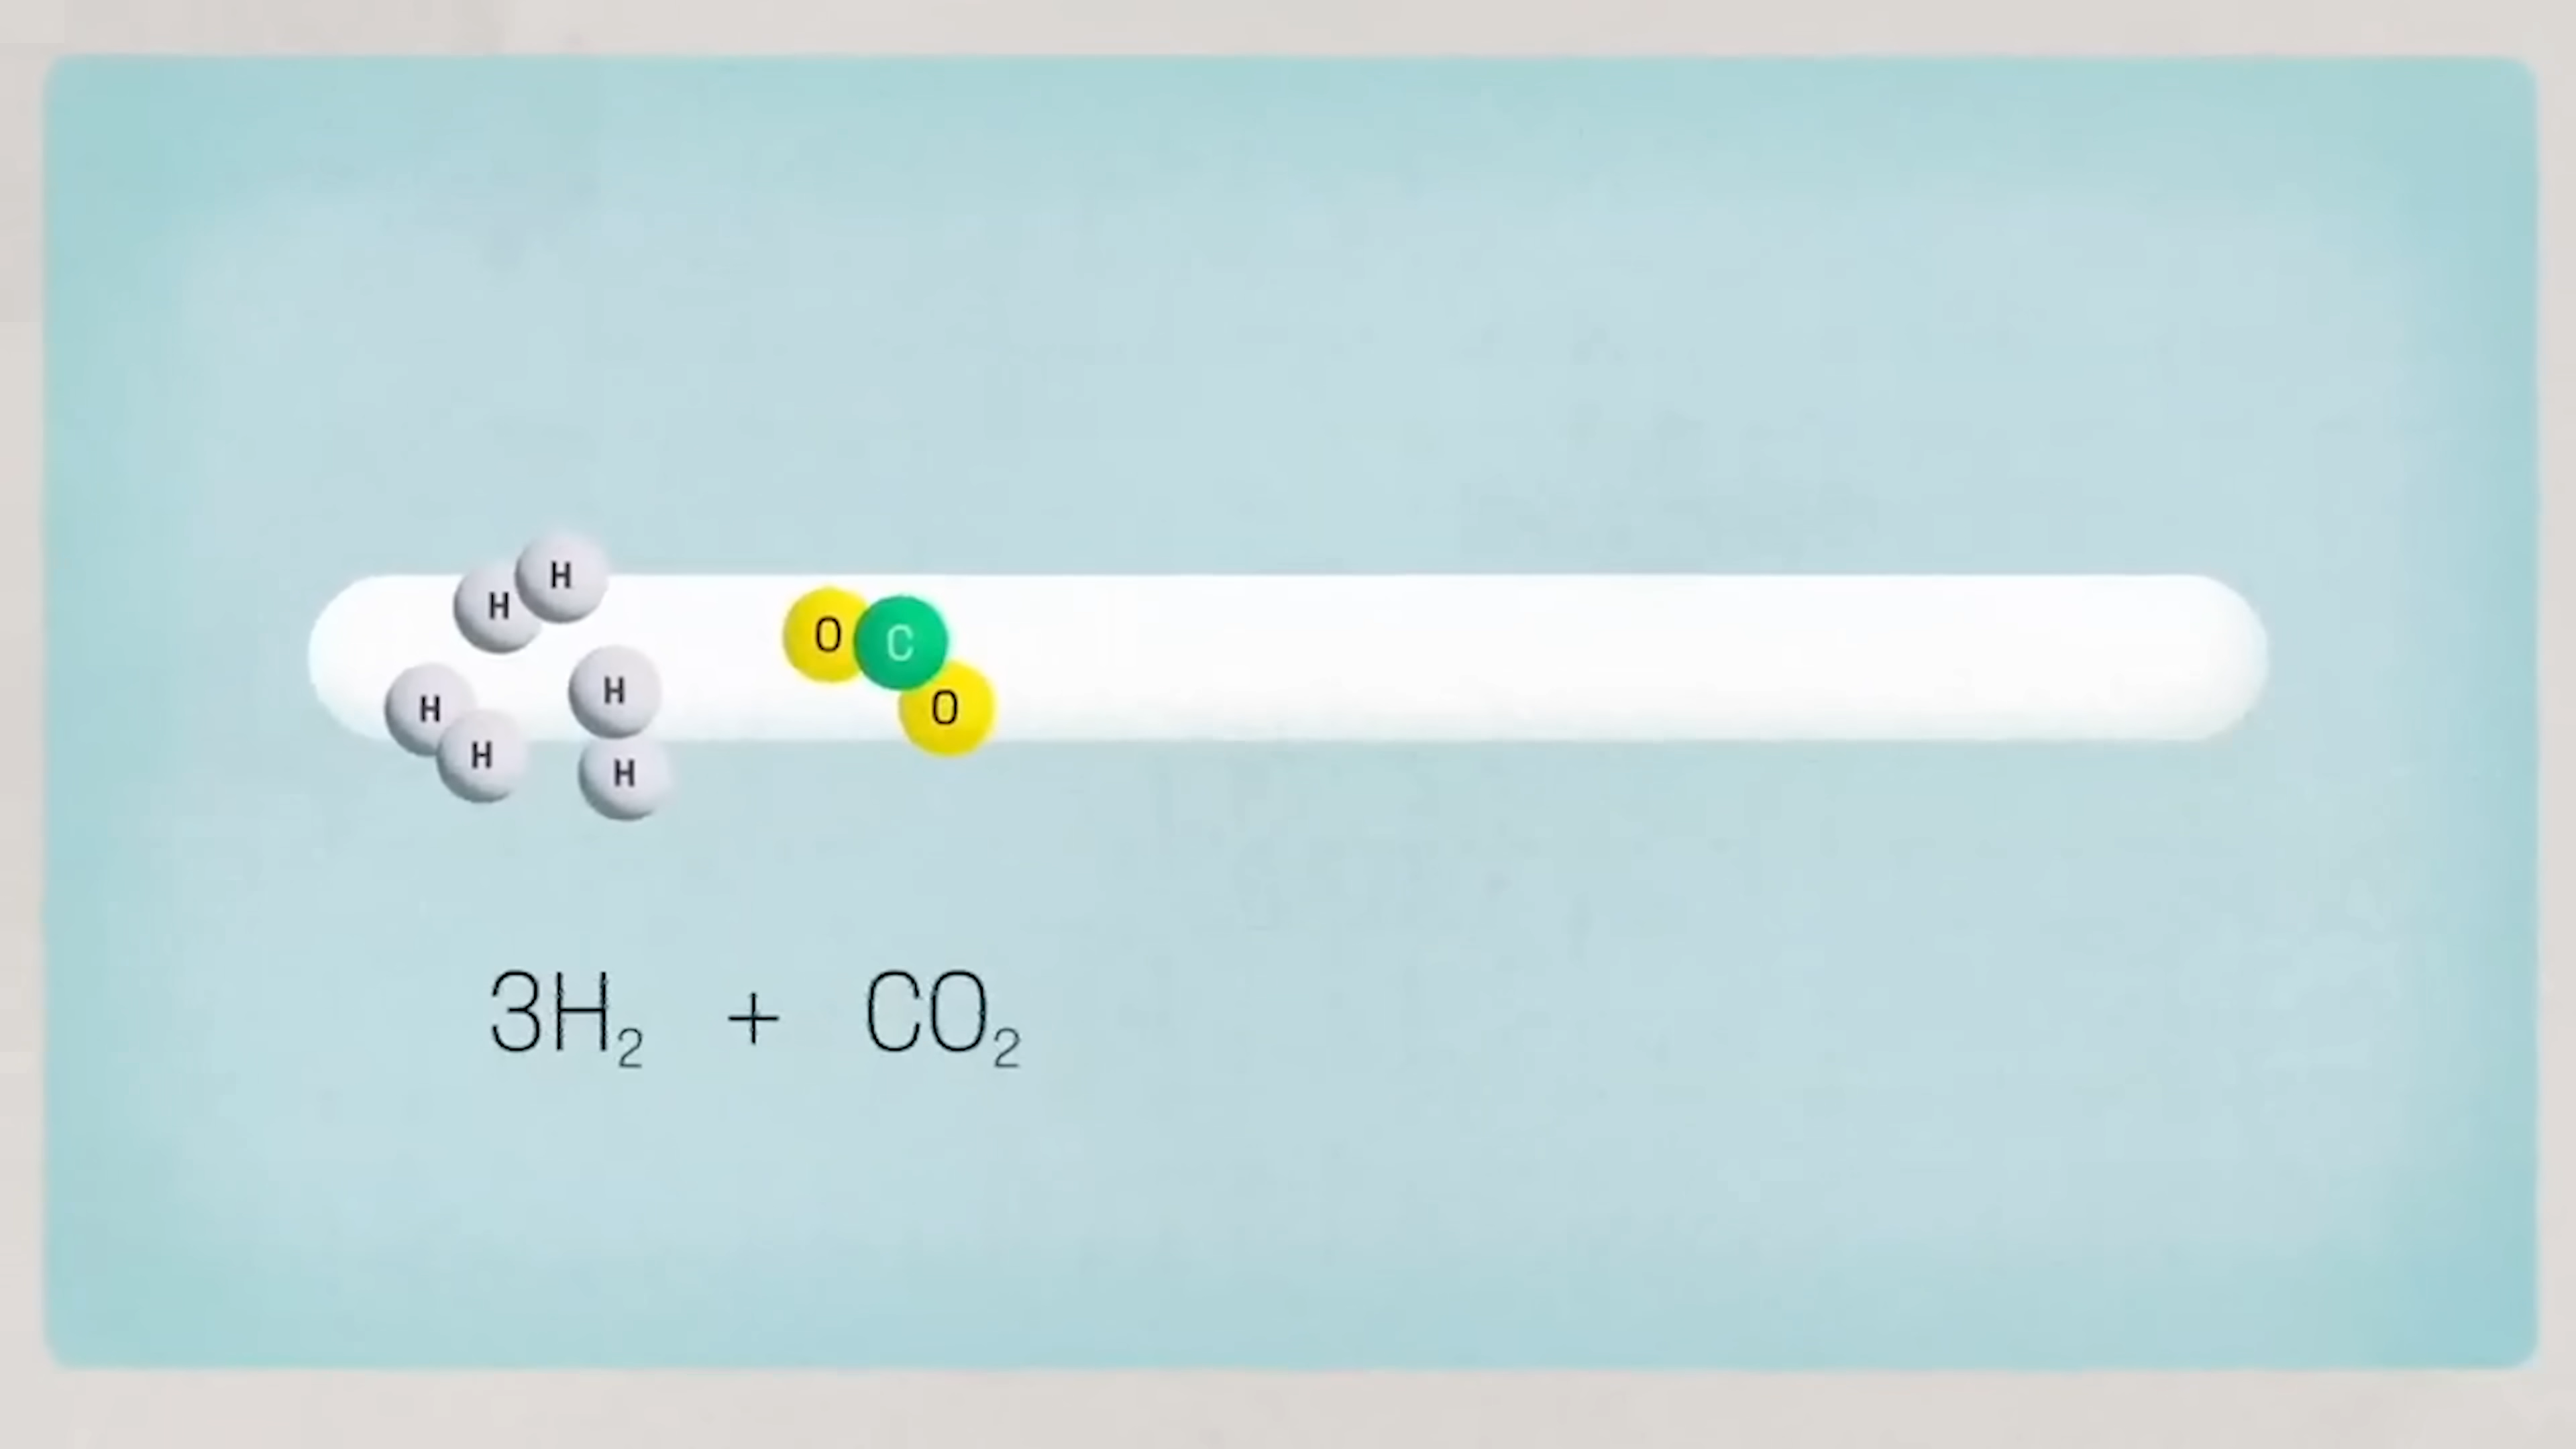 H H
O C
H H
H O
H
3H₂ + CO₂